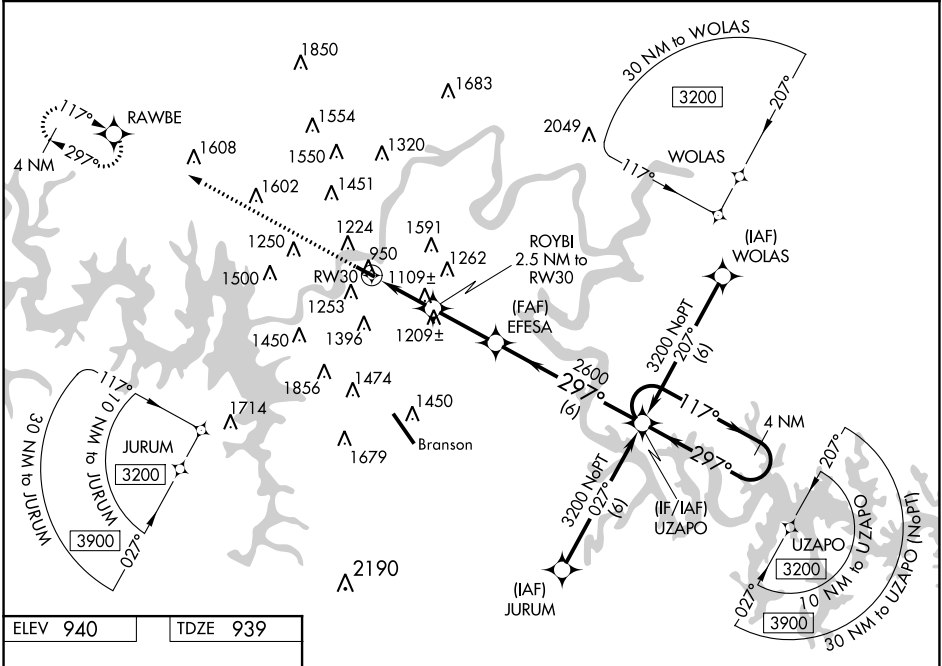 1850
1683
30 NM to WOLAS
3200
207°
117°
RAWBE
297°
4 NM
1554
2049
1608
1550
1320
WOLAS
117°
1602
1451
(IAF)
WOLAS
1224
1591
ROYBI
2.5 NM to
RW30
1250
950
1262
RW30
1109±
1500
(FAF)
EFESA
1253
3200 NoPT
207°
(6)
1450
1396
1209±
2600
297°
(6)
1856
1474
117°
4 NM
117°
1714
1450
Branson
297°
30 NM to JURUM
10 NM to JURUM
JURUM
3200
1679
207°
3900
027°
3200 NoPT
027°
(6)
(IF/IAF)
UZAPO
UZAPO
3200
2190
(IAF)
JURUM
027°
10 NM to UZAPO
3900
30 NM to UZAPO (NoPT)
ELEV 940
TDZE 939